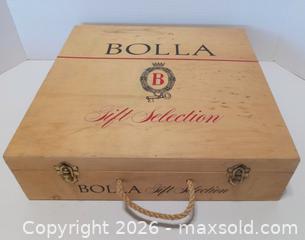 BOLLA
B
Gift Selection
BOLLA Gift Selection
Copyright 2026 - maxsold.com